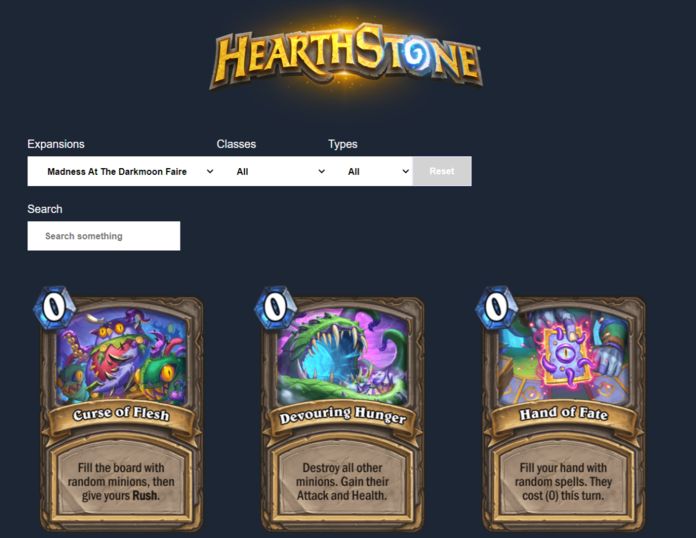 HEARTHSTONE
Expansions Classes Types
Madness At The Darkmoon Faire All All Reset
Search
Search something
0 0 0
Curse of Flesh Devouring Hunger Hand of Fate
Fill the board with
random minions, then
give yours Rush.
Destroy all other
minions. Gain their
Attack and Health.
Fill your hand with
random spells. They
cost (0) this turn.